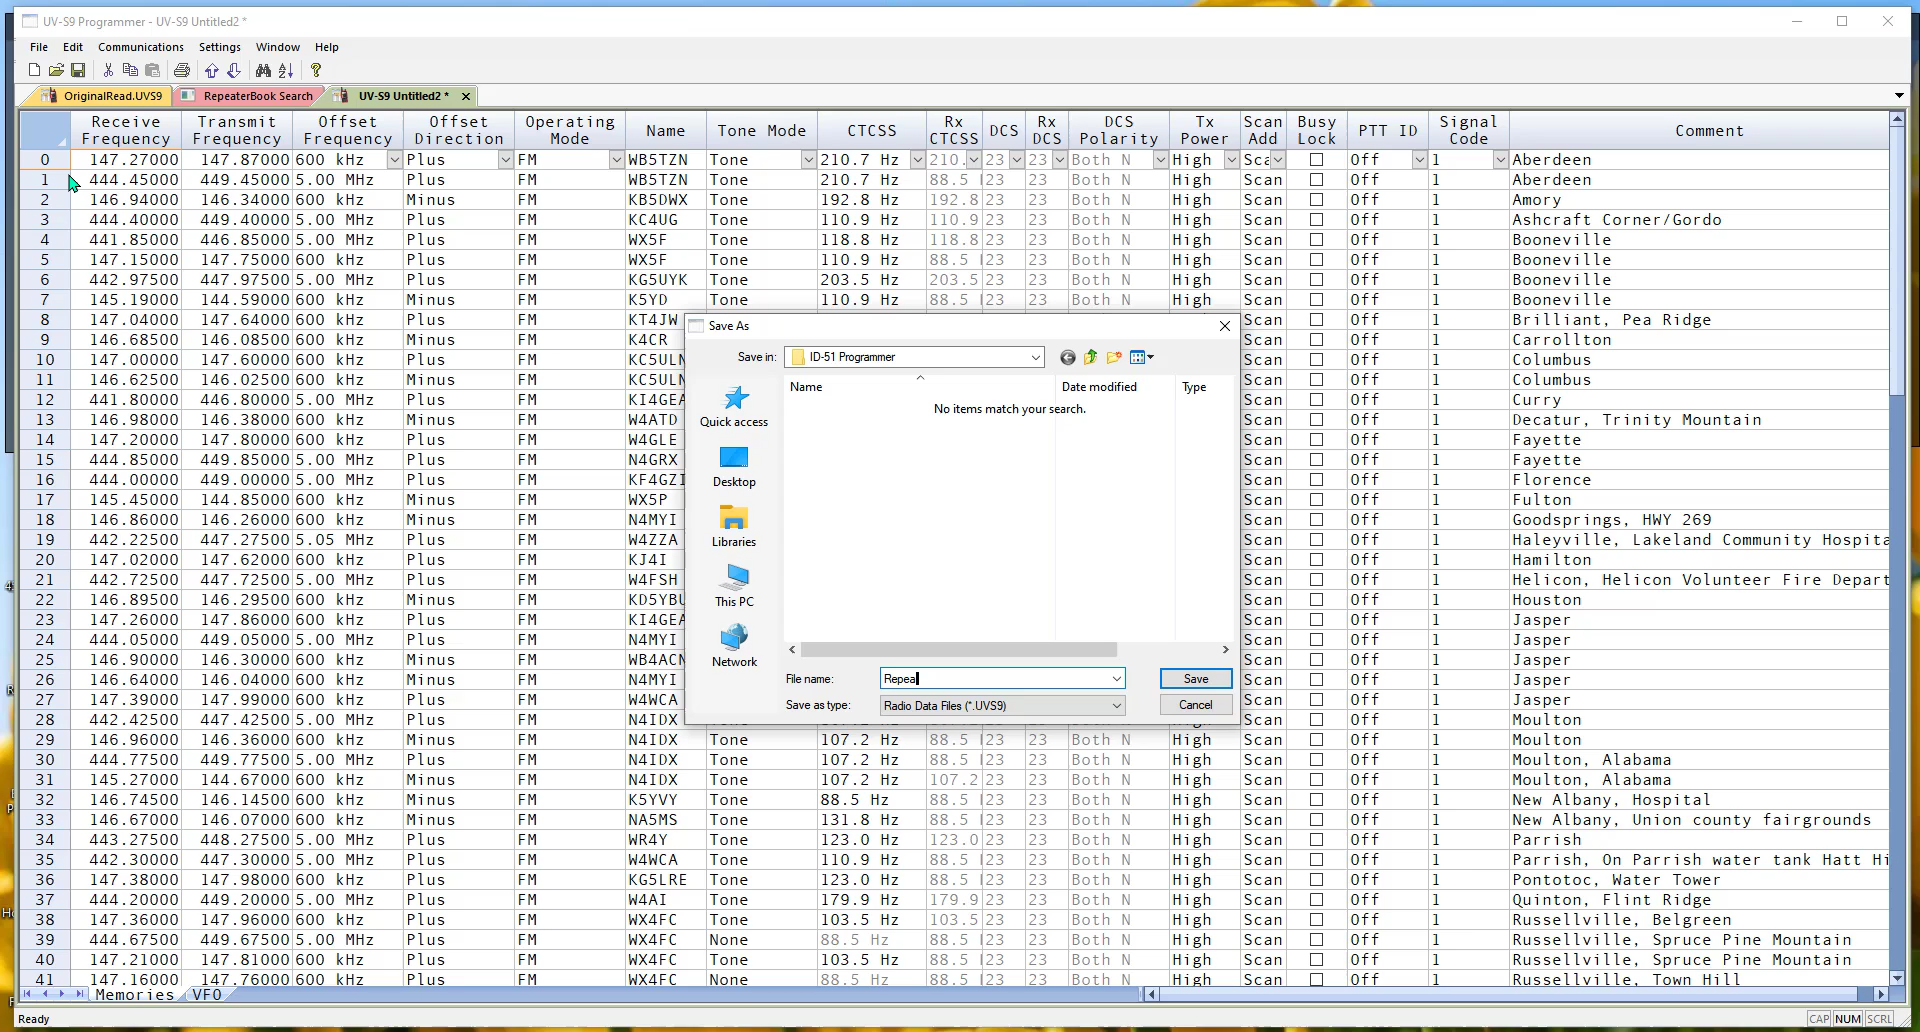 UV-S9 Programmer - UV-S9 Untitled2 *
File Edit Communications Settings Window Help
OriginalRead.UVS9 RepeaterBook Search UV-S9 Untitled2 *
Receive Frequency Transmit Frequency Offset Frequency Offset Direction Operating Mode Name Tone Mode CTCSS Rx CTCSS DCS Rx DCS DCS Polarity Tx Power Scan Add Busy Lock PTT ID Signal Code Comment
0 147.27000 147.87000 600 kHz Plus FM WB5TZN Tone 210.7 Hz 210. 23 23 Both N High Sca Off 1 Aberdeen
1 444.45000 449.45000 5.00 MHz Plus FM WB5TZN Tone 210.7 Hz 88.5 23 23 Both N High Scan Off 1 Aberdeen
2 146.94000 146.34000 600 kHz Minus FM KB5DWX Tone 192.8 Hz 192.8 23 23 Both N High Scan Off 1 Amory
3 444.40000 449.40000 5.00 MHz Plus FM KC4UG Tone 110.9 Hz 110.9 23 23 Both N High Scan Off 1 Ashcraft Corner/Gordo
4 441.85000 446.85000 5.00 MHz Plus FM WX5F Tone 118.8 Hz 118.8 23 23 Both N High Scan Off 1 Booneville
5 147.15000 147.75000 600 kHz Plus FM WX5F Tone 110.9 Hz 88.5 23 23 Both N High Scan Off 1 Booneville
6 442.97500 447.97500 5.00 MHz Plus FM KG5UYK Tone 203.5 Hz 203.5 23 23 Both N High Scan Off 1 Booneville
7 145.19000 144.59000 600 kHz Minus FM K5YD Tone 110.9 Hz 88.5 23 23 Both N High Scan Off 1 Booneville
8 147.04000 147.64000 600 kHz Plus FM KT4JW Scan Off 1 Brilliant, Pea Ridge
9 146.68500 146.08500 600 kHz Minus FM K4CR Scan Off 1 Carrollton
10 147.00000 147.60000 600 kHz Plus FM KC5ULN Scan Off 1 Columbus
11 146.62500 146.02500 600 kHz Minus FM KC5ULN Scan Off 1 Columbus
12 441.80000 446.80000 5.00 MHz Plus FM KI4GEA Scan Off 1 Curry
13 146.98000 146.38000 600 kHz Minus FM W4ATD Scan Off 1 Decatur, Trinity Mountain
14 147.20000 147.80000 600 kHz Plus FM W4GLE Scan Off 1 Fayette
15 444.85000 449.85000 5.00 MHz Plus FM N4GRX Scan Off 1 Fayette
16 444.00000 449.00000 5.00 MHz Plus FM KF4GZI Scan Off 1 Florence
17 145.45000 144.85000 600 kHz Minus FM WX5P Scan Off 1 Fulton
18 146.86000 146.26000 600 kHz Minus FM N4MYI Scan Off 1 Goodsprings, HWY 269
19 442.22500 447.27500 5.05 MHz Plus FM W4ZZA Scan Off 1 Haleyville, Lakeland Community Hospita
20 147.02000 147.62000 600 kHz Plus FM KJ4I Scan Off 1 Hamilton
21 442.72500 447.72500 5.00 MHz Plus FM W4FSH Scan Off 1 Helicon, Helicon Volunteer Fire Depart
22 146.89500 146.29500 600 kHz Minus FM KD5YBU Scan Off 1 Houston
23 147.26000 147.86000 600 kHz Plus FM KI4GEA Scan Off 1 Jasper
24 444.05000 449.05000 5.00 MHz Plus FM N4MYI Scan Off 1 Jasper
25 146.90000 146.30000 600 kHz Minus FM WB4ACN Scan Off 1 Jasper
26 146.64000 146.04000 600 kHz Minus FM N4MYI Scan Off 1 Jasper
27 147.39000 147.99000 600 kHz Plus FM W4WCA Scan Off 1 Jasper
28 442.42500 447.42500 5.00 MHz Plus FM N4IDX Scan Off 1 Moulton
29 146.96000 146.36000 600 kHz Minus FM N4IDX Tone 107.2 Hz 88.5 23 23 Both N High Scan Off 1 Moulton
30 444.77500 449.77500 5.00 MHz Plus FM N4IDX Tone 107.2 Hz 88.5 23 23 Both N High Scan Off 1 Moulton, Alabama
31 145.27000 144.67000 600 kHz Minus FM N4IDX Tone 107.2 Hz 107.2 23 23 Both N High Scan Off 1 Moulton, Alabama
32 146.74500 146.14500 600 kHz Minus FM K5YVY Tone 88.5 Hz 88.5 23 23 Both N High Scan Off 1 New Albany, Hospital
33 146.67000 146.07000 600 kHz Minus FM NA5MS Tone 131.8 Hz 88.5 23 23 Both N High Scan Off 1 New Albany, Union county fairgrounds
34 443.27500 448.27500 5.00 MHz Plus FM WR4Y Tone 123.0 Hz 123.0 23 23 Both N High Scan Off 1 Parrish
35 442.30000 447.30000 5.00 MHz Plus FM W4WCA Tone 110.9 Hz 88.5 23 23 Both N High Scan Off 1 Parrish, On Parrish water tank Hatt Hi
36 147.38000 147.98000 600 kHz Plus FM KG5LRE Tone 123.0 Hz 88.5 23 23 Both N High Scan Off 1 Pontotoc, Water Tower
37 444.20000 449.20000 5.00 MHz Plus FM W4AI Tone 179.9 Hz 179.9 23 23 Both N High Scan Off 1 Quinton, Flint Ridge
38 147.36000 147.96000 600 kHz Plus FM WX4FC Tone 103.5 Hz 103.5 23 23 Both N High Scan Off 1 Russellville, Belgreen
39 444.67500 449.67500 5.00 MHz Plus FM WX4FC None 88.5 Hz 88.5 23 23 Both N High Scan Off 1 Russellville, Spruce Pine Mountain
40 147.21000 147.81000 600 kHz Plus FM WX4FC Tone 103.5 Hz 88.5 23 23 Both N High Scan Off 1 Russellville, Spruce Pine Mountain
41 147.16000 147.76000 600 kHz Plus FM WX4FC None 88.5 Hz 88.5 23 23 Both N High Scan Off 1 Russellville, Town Hill
Save As
Save in: ID-51 Programmer
Name Date modified Type
No items match your search.
Quick access
Desktop
Libraries
This PC
Network
File name: Repea Save
Save as type: Radio Data Files (*.UVS9) Cancel
Memories VFO
Ready CAP NUM SCRL